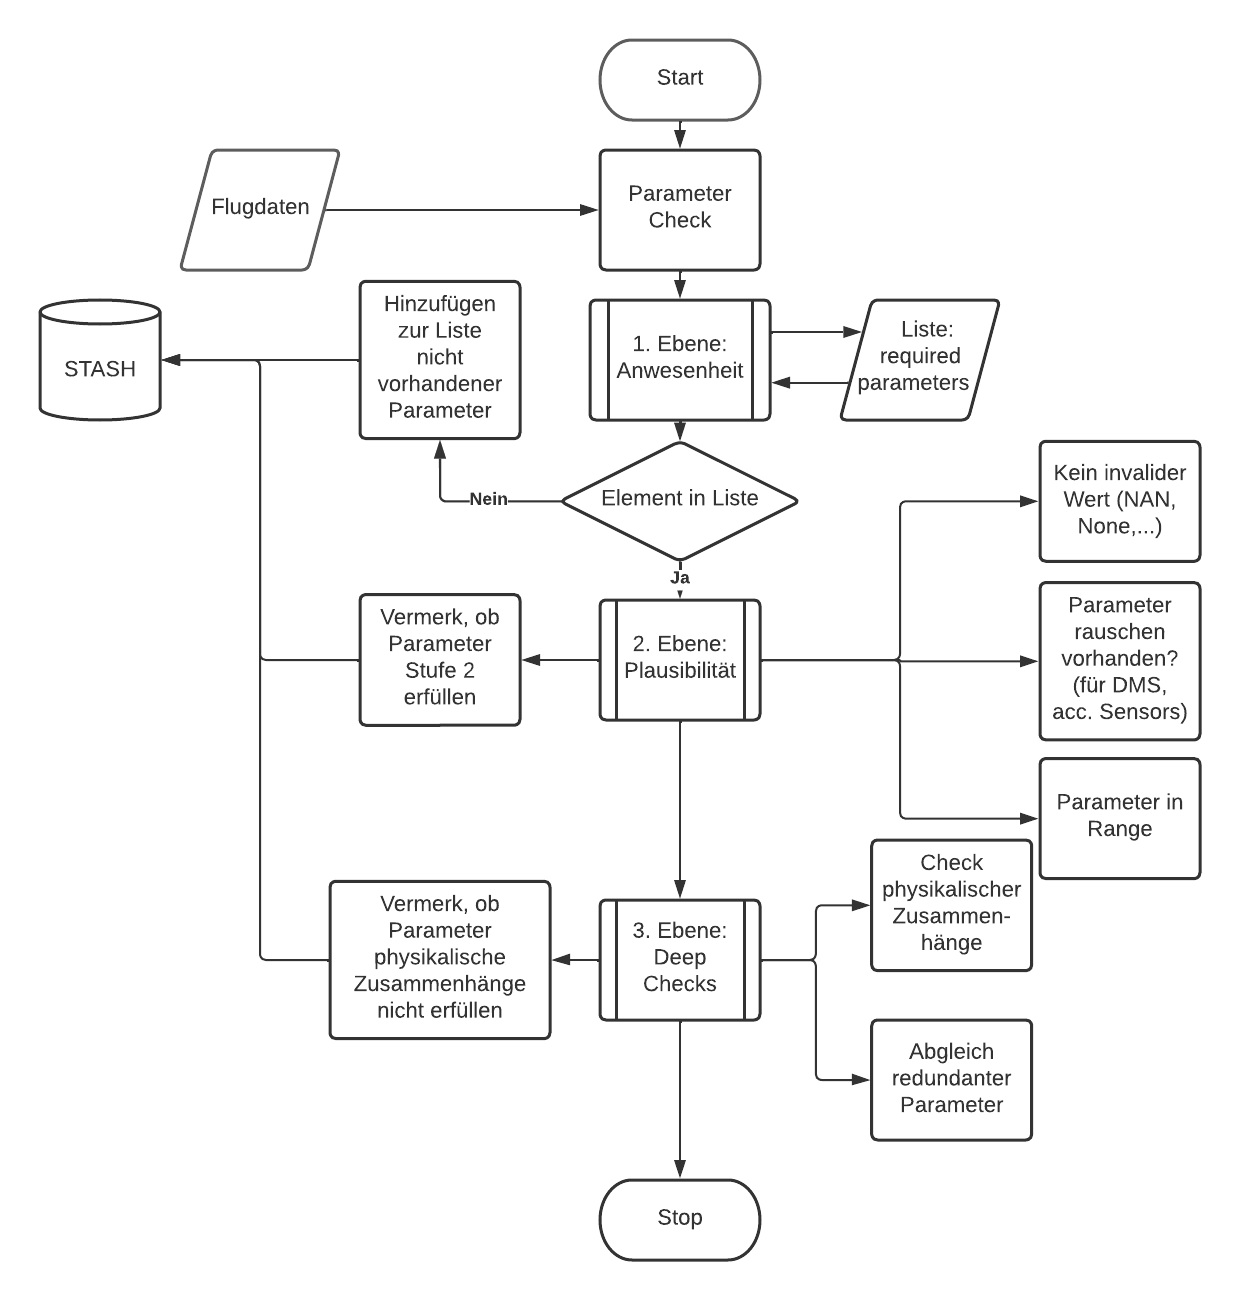 Start
Flugdaten
Parameter
Check
Hinzufügen
zur Liste
nicht
vorhandener
Parameter
STASH
1. Ebene:
Anwesenheit
Liste:
required
parameters
Element in Liste
Nein
Ja
Kein invalider
Wert (NAN,
None,...)
Vermerk, ob
Parameter
Stufe 2
erfüllen
2. Ebene:
Plausibilität
Parameter
rauschen
vorhanden?
(für DMS,
acc. Sensors)
Parameter in
Range
Vermerk, ob
Parameter
physikalische
Zusammenhänge
nicht erfüllen
3. Ebene:
Deep
Checks
Check
physikalischer
Zusammen-
hänge
Abgleich
redundanter
Parameter
Stop